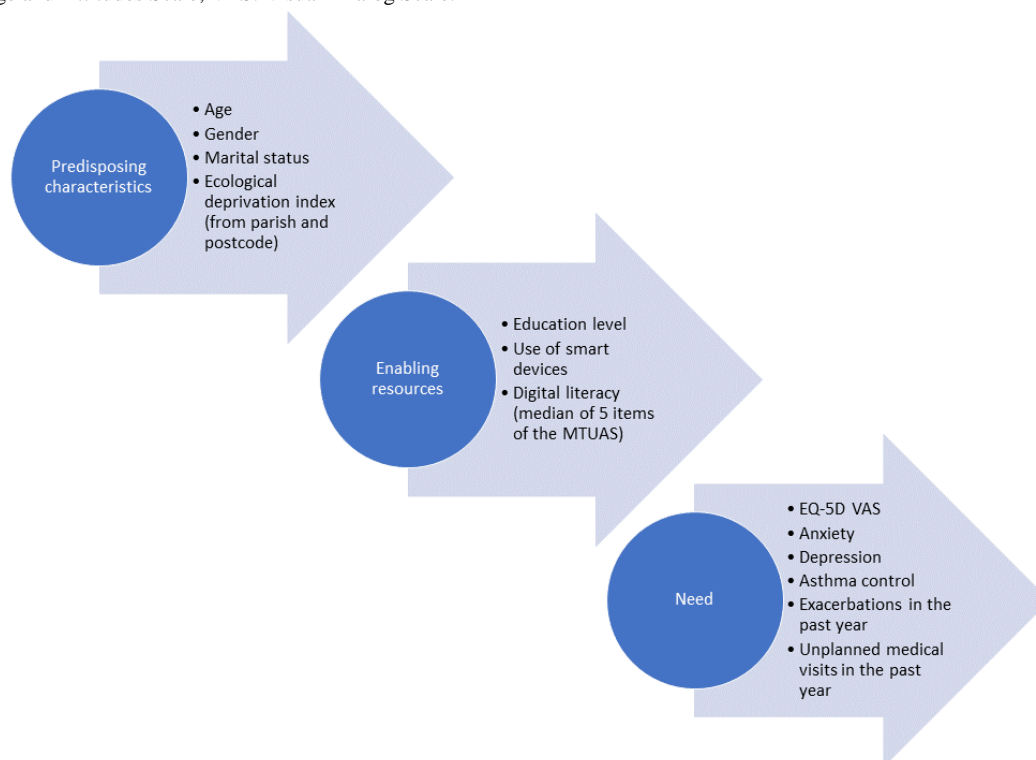 Predisposing
characteristics
• Age
• Gender
• Marital status
• Ecological
deprivation index
(from parish and
postcode)
Enabling
resources
• Education level
• Use of smart
devices
• Digital literacy
(median of 5 items
of the MTUAS)
Need
• EQ-5D VAS
• Anxiety
• Depression
• Asthma control
• Exacerbations in the
past year
• Unplanned medical
visits in the past
year